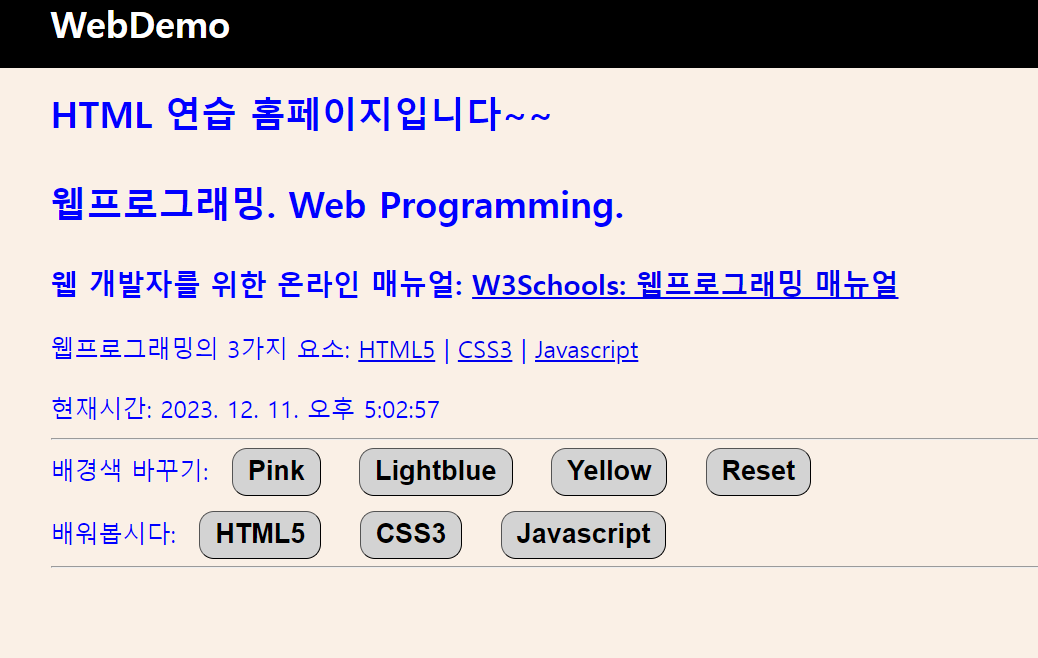 WebDemo
HTML 연습 홈페이지입니다~~
웹프로그래밍. Web Programming.
웹 개발자를 위한 온라인 매뉴얼: W3Schools: 웹프로그래밍 매뉴얼
웹프로그래밍의 3가지 요소: HTML5 | CSS3 | Javascript
현재시간: 2023. 12. 11. 오후 5:02:57
배경색 바꾸기: Pink Lightblue Yellow Reset
배워봅시다: HTML5 CSS3 Javascript